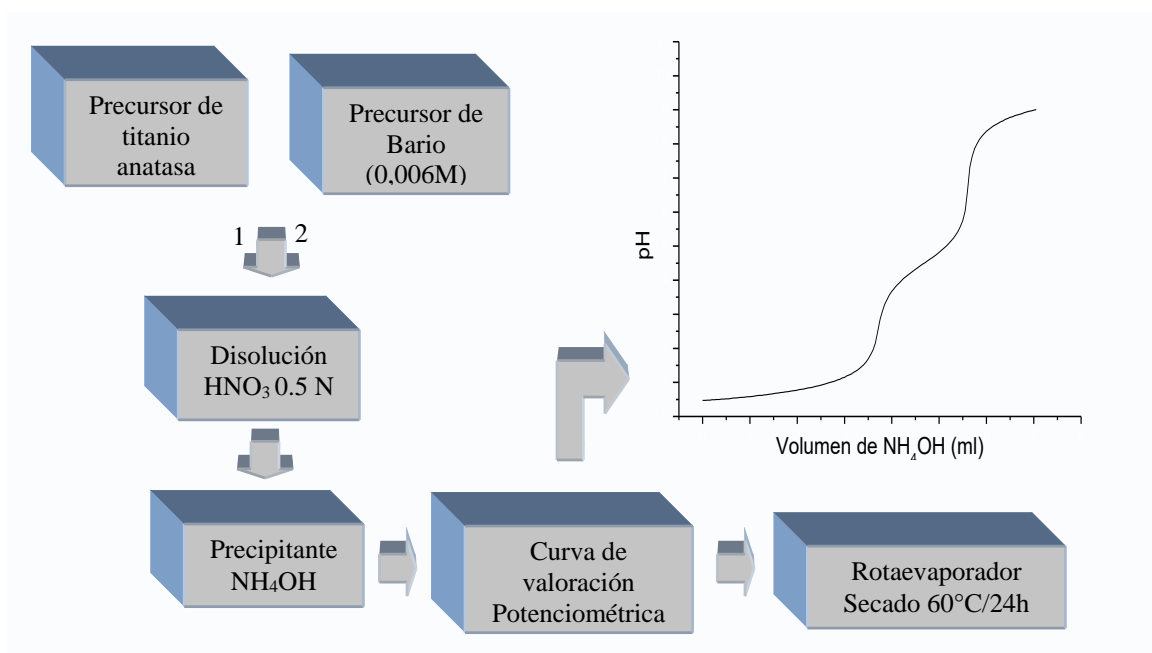 Precursor de
titanio
anatasa
Precursor de
Bario
(0,006M)
1 2
Disolución
HNO₃ 0.5 N
Precipitante
NH₄OH
Curva de
valoración
Potenciométrica
Rotaevaporador
Secado 60°C/24h
pH
Volumen de NH₄OH (ml)